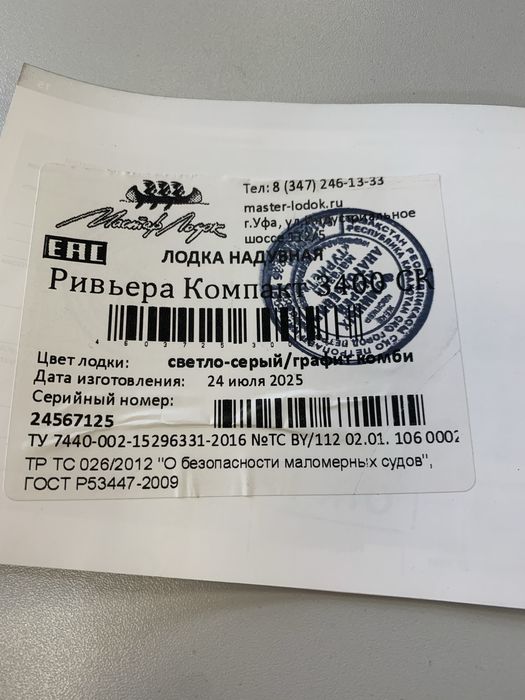 Тел: 8 (347) 246-13-33
master-lodok.ru
г.Уфа, ул.Индустриальное
шоссе
Мастер Лодок
EAC
ЛОДКА НАДУВНАЯ
Ривьера Компакт 3400 СК
Цвет лодки: светло-серый/графит комби
Дата изготовления: 24 июля 2025
Серийный номер:
24567125
ТУ 7440-002-15296331-2016 №ТС BY/112 02.01. 106 0002
ТР ТС 026/2012 "О безопасности маломерных судов",
ГОСТ Р53447-2009